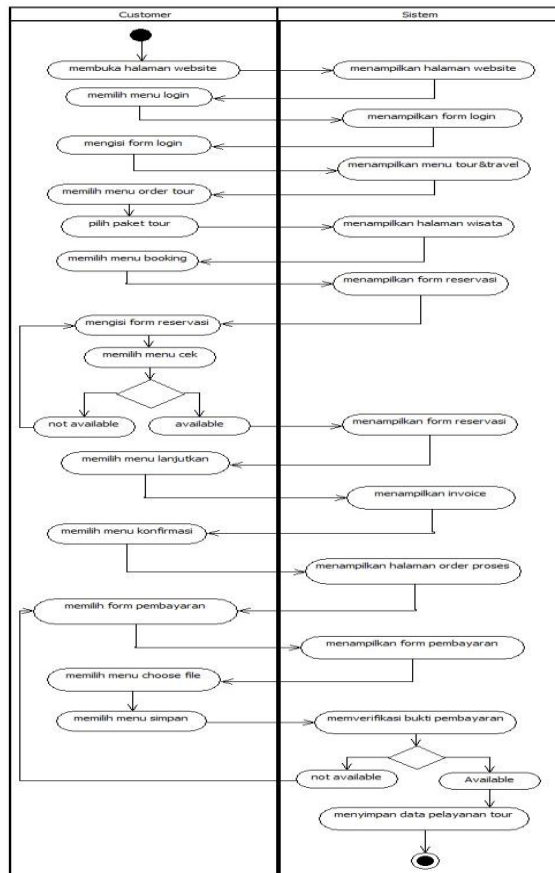 Customer
Sistem
membuka halaman website
menampilkan halaman website
memilih menu login
menampilkan form login
mengisi form login
menampilkan menu tour&travel
memilih menu order tour
pilih paket tour
menampilkan halaman wisata
memilih menu booking
menampilkan form reservasi
mengisi form reservasi
memilih menu cek
not available
available
menampilkan form reservasi
memilih menu lanjutkan
menampilkan invoice
memilih menu konfirmasi
menampilkan halaman order proses
memilih form pembayaran
menampilkan form pembayaran
memilih menu choose file
memilih menu simpan
memverifikasi bukti pembayaran
not available
Available
menyimpan data pelayanan tour